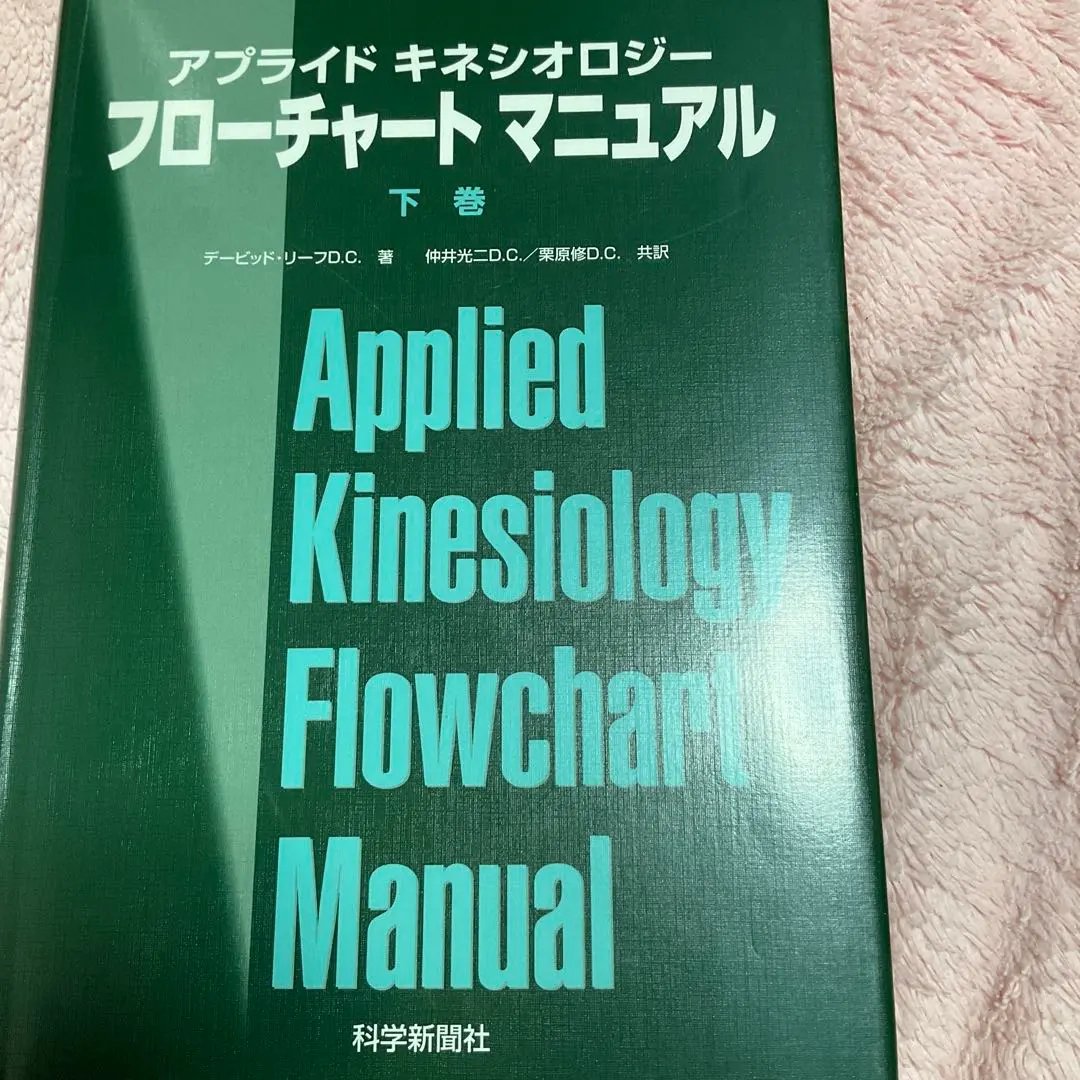 アプライド キネシオロジー
フローチャート マニュアル
下巻
デービッド・リーフD.C. 著 仲井光二D.C./栗原修D.C. 共訳
Applied
Kinesiology
Flowchart
Manual
科学新聞社